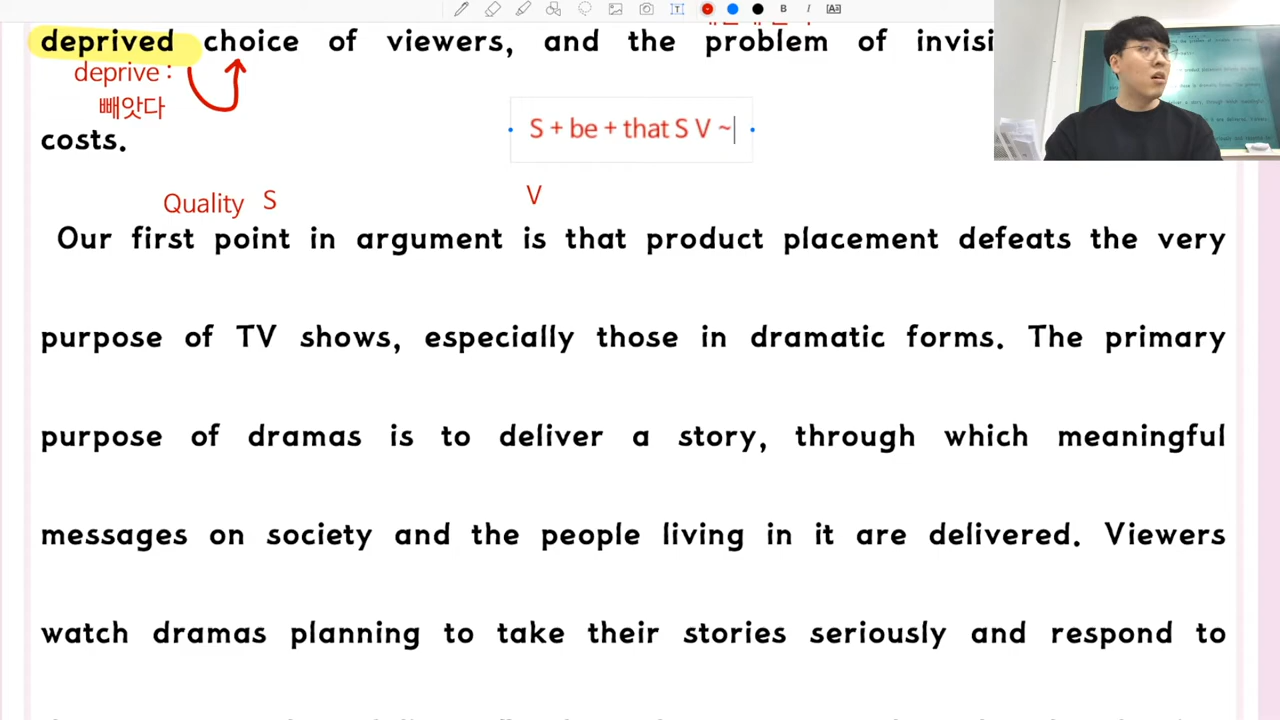 deprived choice of viewers, and the problem of
deprive :
빼앗다
S + be + that S V ~
costs.
Quality S V
Our first point in argument is that product placement defeats the very
purpose of TV shows, especially those in dramatic forms. The primary
purpose of dramas is to deliver a story, through which meaningful
messages on society and the people living in it are delivered. Viewers
watch dramas planning to take their stories seriously and respond to